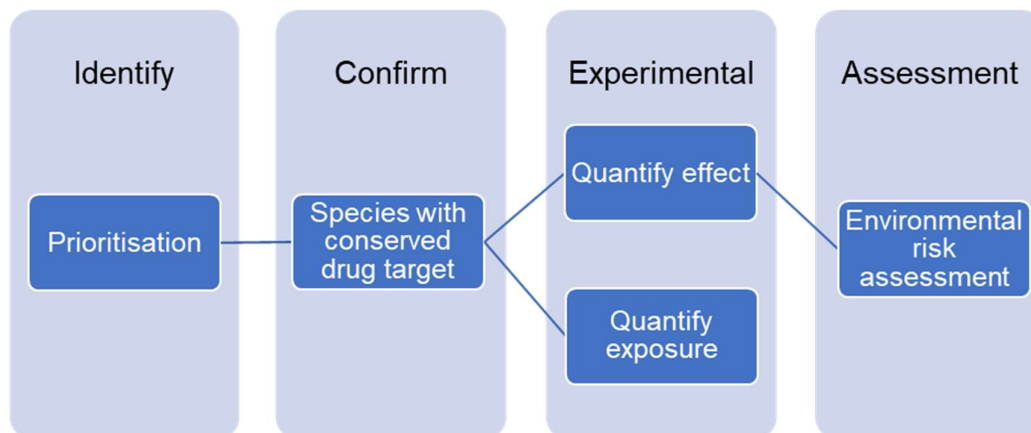 Identify
Prioritisation
Confirm
Species with
conserved
drug target
Experimental
Quantify effect
Quantify
exposure
Assessment
Environmental
risk
assessment